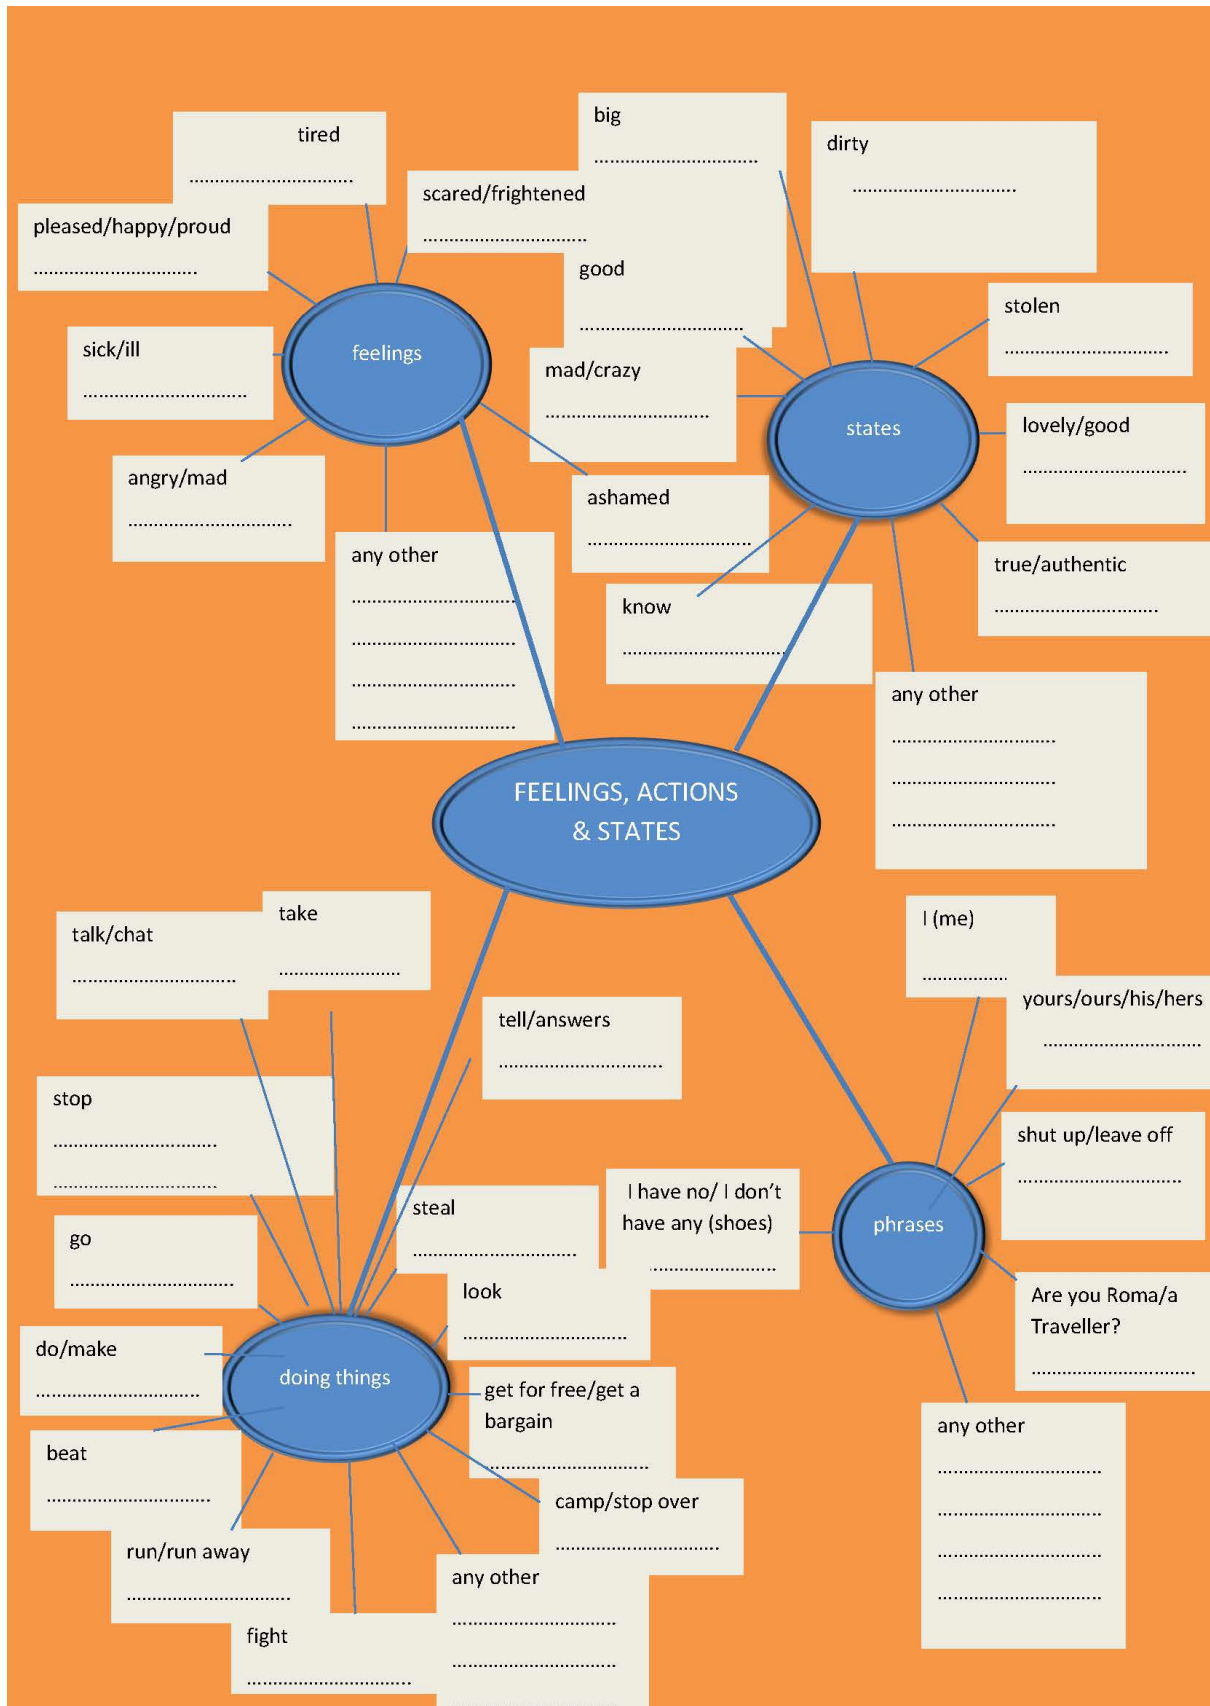 big
tired
dirty
..............................
..............................
..............................
scared/frightened
pleased/happy/proud
..............................
..............................
good
stolen
..............................
..............................
sick/ill
feelings
mad/crazy
..............................
..............................
states
lovely/good
..............................
angry/mad
..............................
ashamed
..............................
any other
..............................
..............................
..............................
..............................
true/authentic
..............................
know
..............................
any other
..............................
..............................
..............................
FEELINGS, ACTIONS
& STATES
take
......................
talk/chat
..............................
I (me)
................
yours/ours/his/hers
.............................
tell/answers
..............................
stop
..............................
..............................
shut up/leave off
..............................
steal
..............................
I have no/ I don’t
have any (shoes)
.......................
phrases
go
..............................
look
..............................
Are you Roma/a
Traveller?
..............................
do/make
..............................
doing things
get for free/get a
bargain
..............................
any other
..............................
..............................
..............................
..............................
beat
..............................
camp/stop over
..............................
run/run away
..............................
any other
..............................
..............................
fight
..............................